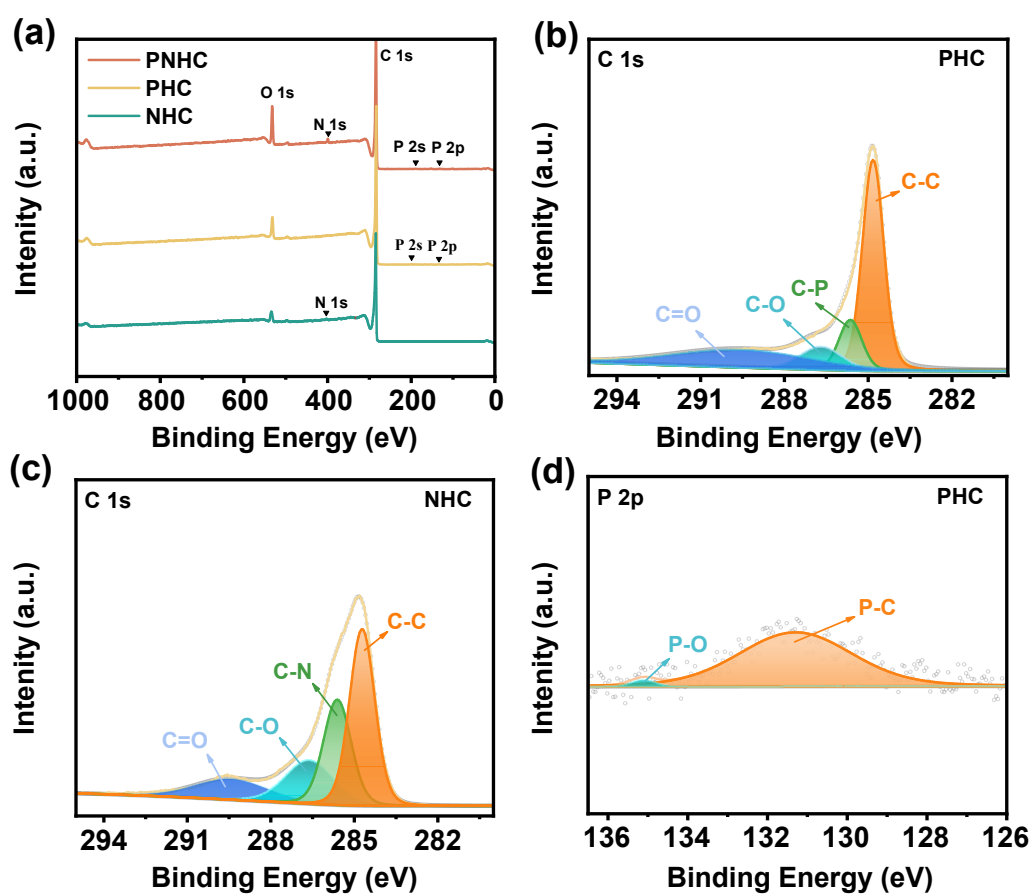 (a)
PNHC
PHC
NHC
C 1s
O 1s
N 1s
P 2s P 2p
P 2s P 2p
N 1s
Intenity (a.u.)
1000 800 600 400 200 0
Binding Energy (eV)
(b)
C 1s
PHC
C-C
C-P
C-O
C=O
Intenity (a.u.)
294 291 288 285 282
Binding Energy (eV)
(c)
C 1s
NHC
C-C
C-N
C-O
C=O
Intenity (a.u.)
294 291 288 285 282
Binding Energy (eV)
(d)
P 2p
PHC
P-C
P-O
Intenity (a.u.)
136 134 132 130 128 126
Binding Energy (eV)